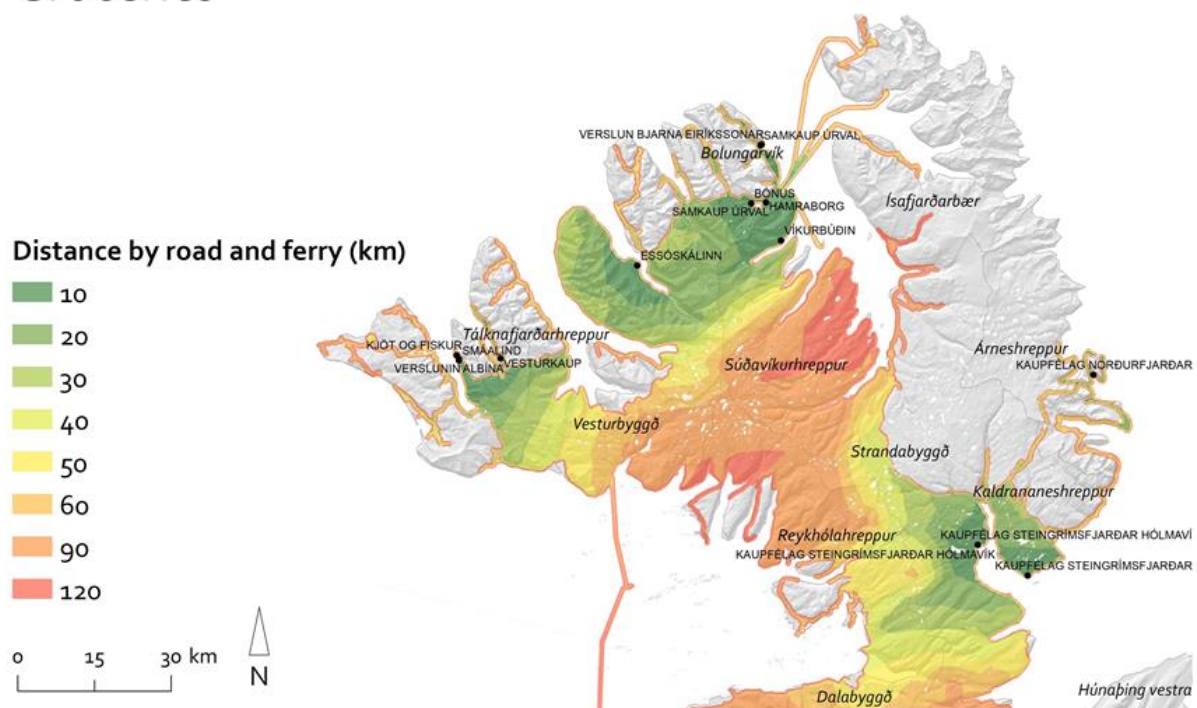 VERSLUN BJARNA EIRÍKSSONAR
SAMKAUP ÚRVAL
Bolungarvík
BÓNUS
SAMKAUP ÚRVAL
HAMRABORG
Ísafjarðarbær
VÍKURBÚÐIN
ESSÓSKÁLINN
Distance by road and ferry (km)
10
20
30
40
50
60
90
120
Tálknafjarðarhreppur
KJÖT OG FISKUR
SMÁALIND
VERSLUNIN ALBÍNA
VESTURKAUP
Súðavíkurhreppur
Árneshreppur
KAUPFÉLAG NORÐURFJARÐAR
Vesturbyggð
Strandabyggð
Kaldrananeshreppur
Reykhólahreppur
KAUPFÉLAG STEINGRÍMSFJARÐAR HÓLMAVÍ
KAUPFÉLAG STEINGRÍMSFJARÐAR HÓLMAVÍK
KAUPFÉLAG STEINGRÍMSFJARÐAR
0 15 30 km
N
Dalabyggð
Húnaþing vestra